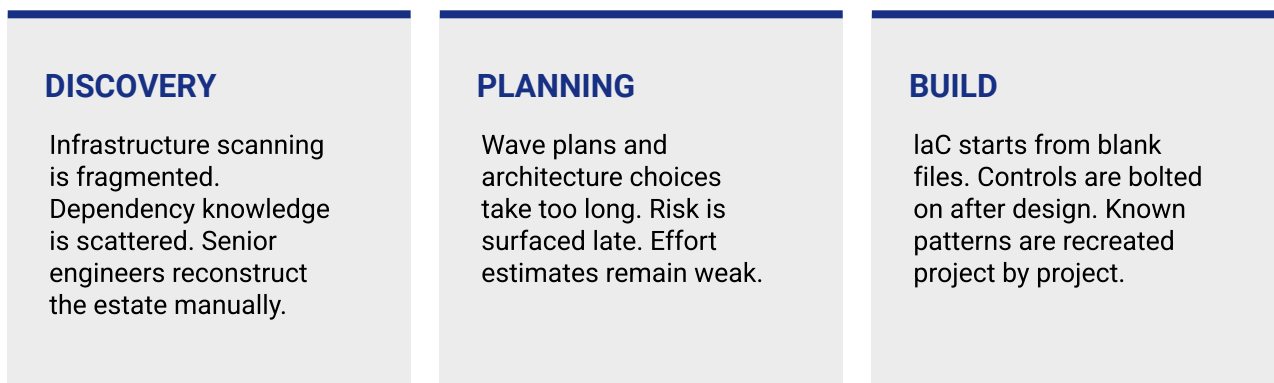 DISCOVERY
Infrastructure scanning
is fragmented.
Dependency knowledge
is scattered. Senior
engineers reconstruct
the estate manually.
PLANNING
Wave plans and
architecture choices
take too long. Risk is
surfaced late. Effort
estimates remain weak.
BUILD
laC starts from blank
files. Controls are bolted
on after design. Known
patterns are recreated
project by project.